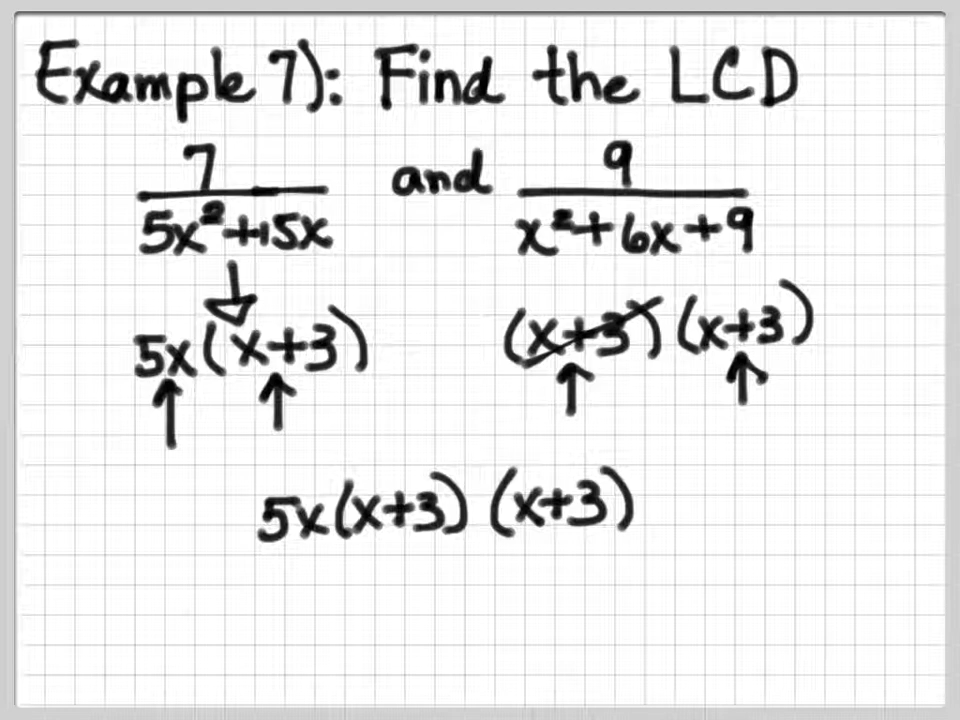 Example 7): Find the LCD
7 and 9
5x²+15x x²+6x+9
5x(x+3) (x+3)(x+3)
5x(x+3)(x+3)